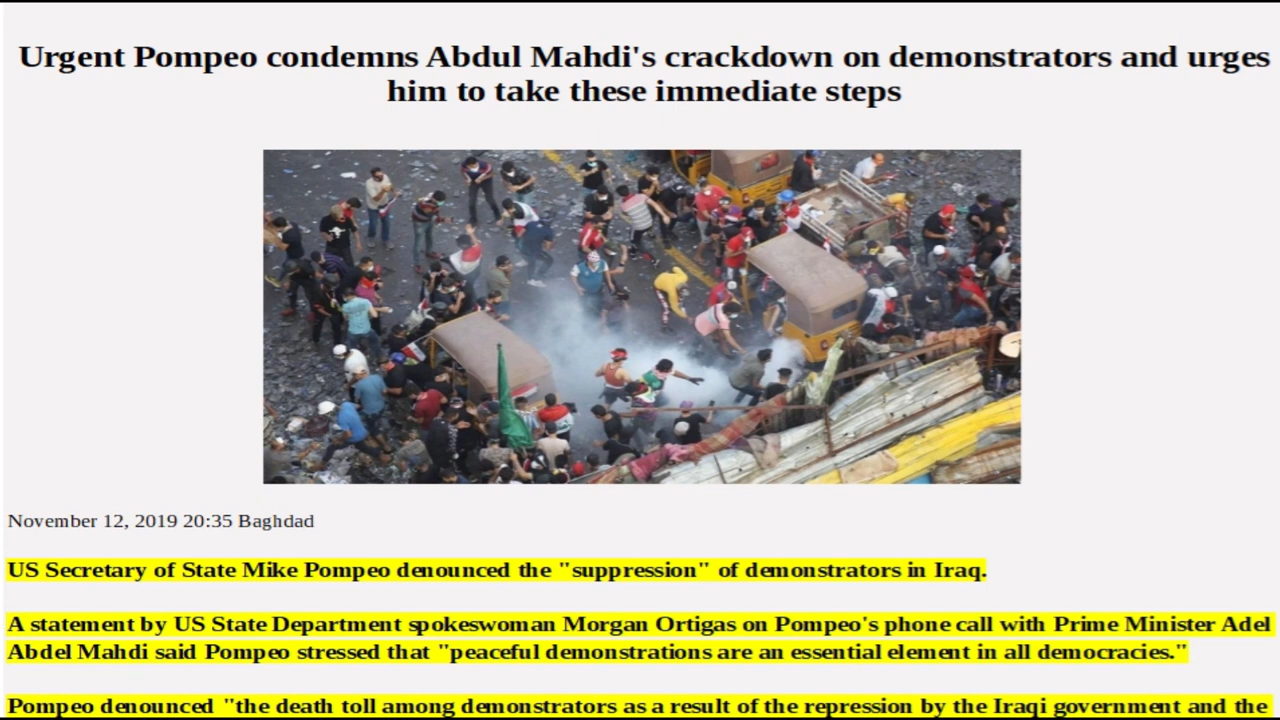 Urgent Pompeo condemns Abdul Mahdi's crackdown on demonstrators and urges
him to take these immediate steps
November 12, 2019 20:35 Baghdad
US Secretary of State Mike Pompeo denounced the "suppression" of demonstrators in Iraq.
A statement by US State Department spokeswoman Morgan Ortigas on Pompeo's phone call with Prime Minister Adel
Abdel Mahdi said Pompeo stressed that "peaceful demonstrations are an essential element in all democracies."
Pompeo denounced "the death toll among demonstrators as a result of the repression by the Iraqi government and the